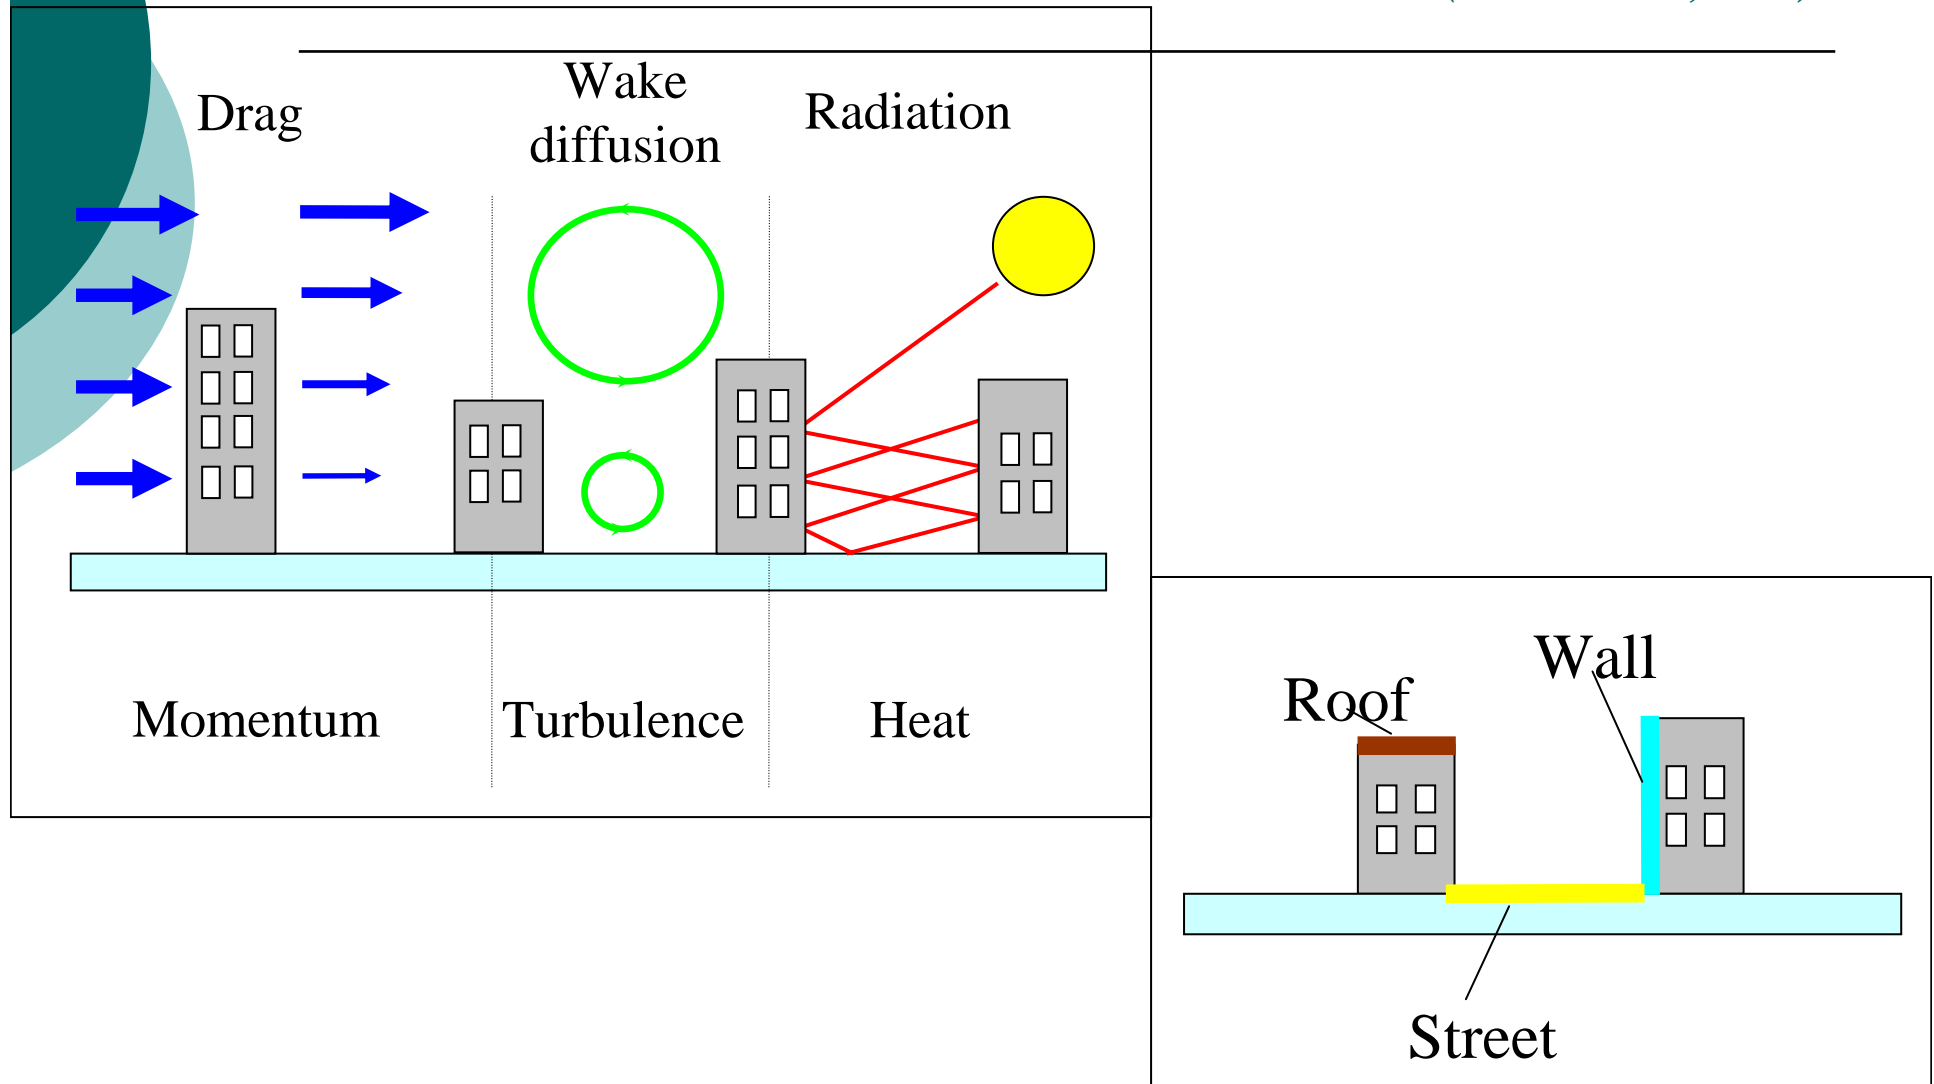 Drag
Wake
diffusion
Radiation
Momentum
Turbulence
Heat
Wall
Roof
Street